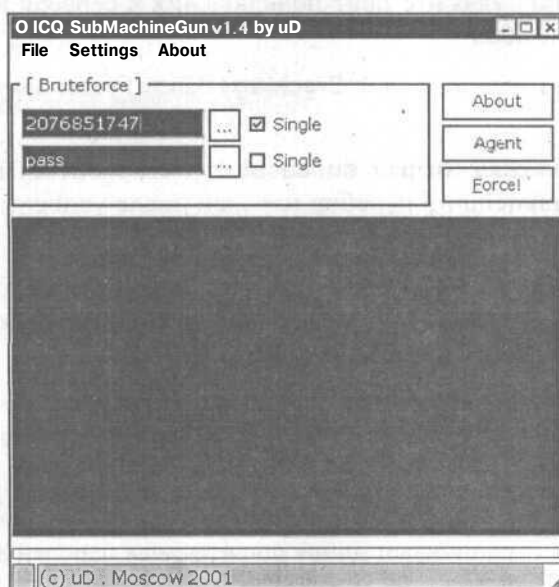 O ICQ SubMachineGun v1.4 by uD
File Settings About
[ Bruteforce ]
2076851747
... Single
pass
... Single
About
Agent
Force!
(c) uD . Moscow 2001